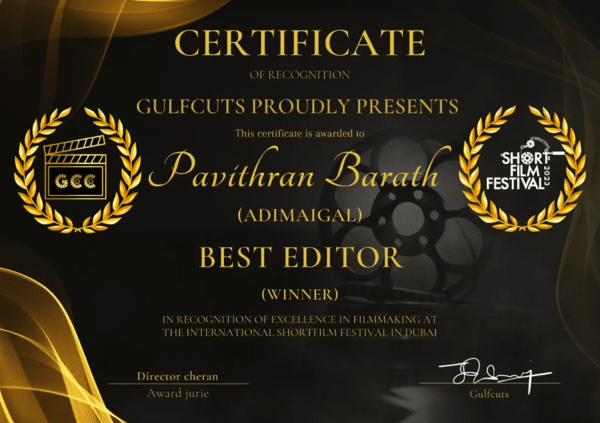 CERTIFICATE
OF RECOGNITION
GULFCUTS PROUDLY PRESENTS
This certificate is awarded to
GCC
Pavithran Barath
SHORT
FILM
FESTIVAL
2023
(ADIMAIGAL)
BEST EDITOR
(WINNER)
IN RECOGNITION OF EXCELLENCE IN FILMMAKING AT
THE INTERNATIONAL SHORTFILM FESTIVAL IN DUBAI
Director cheran
Award jurie
Gulfcuts